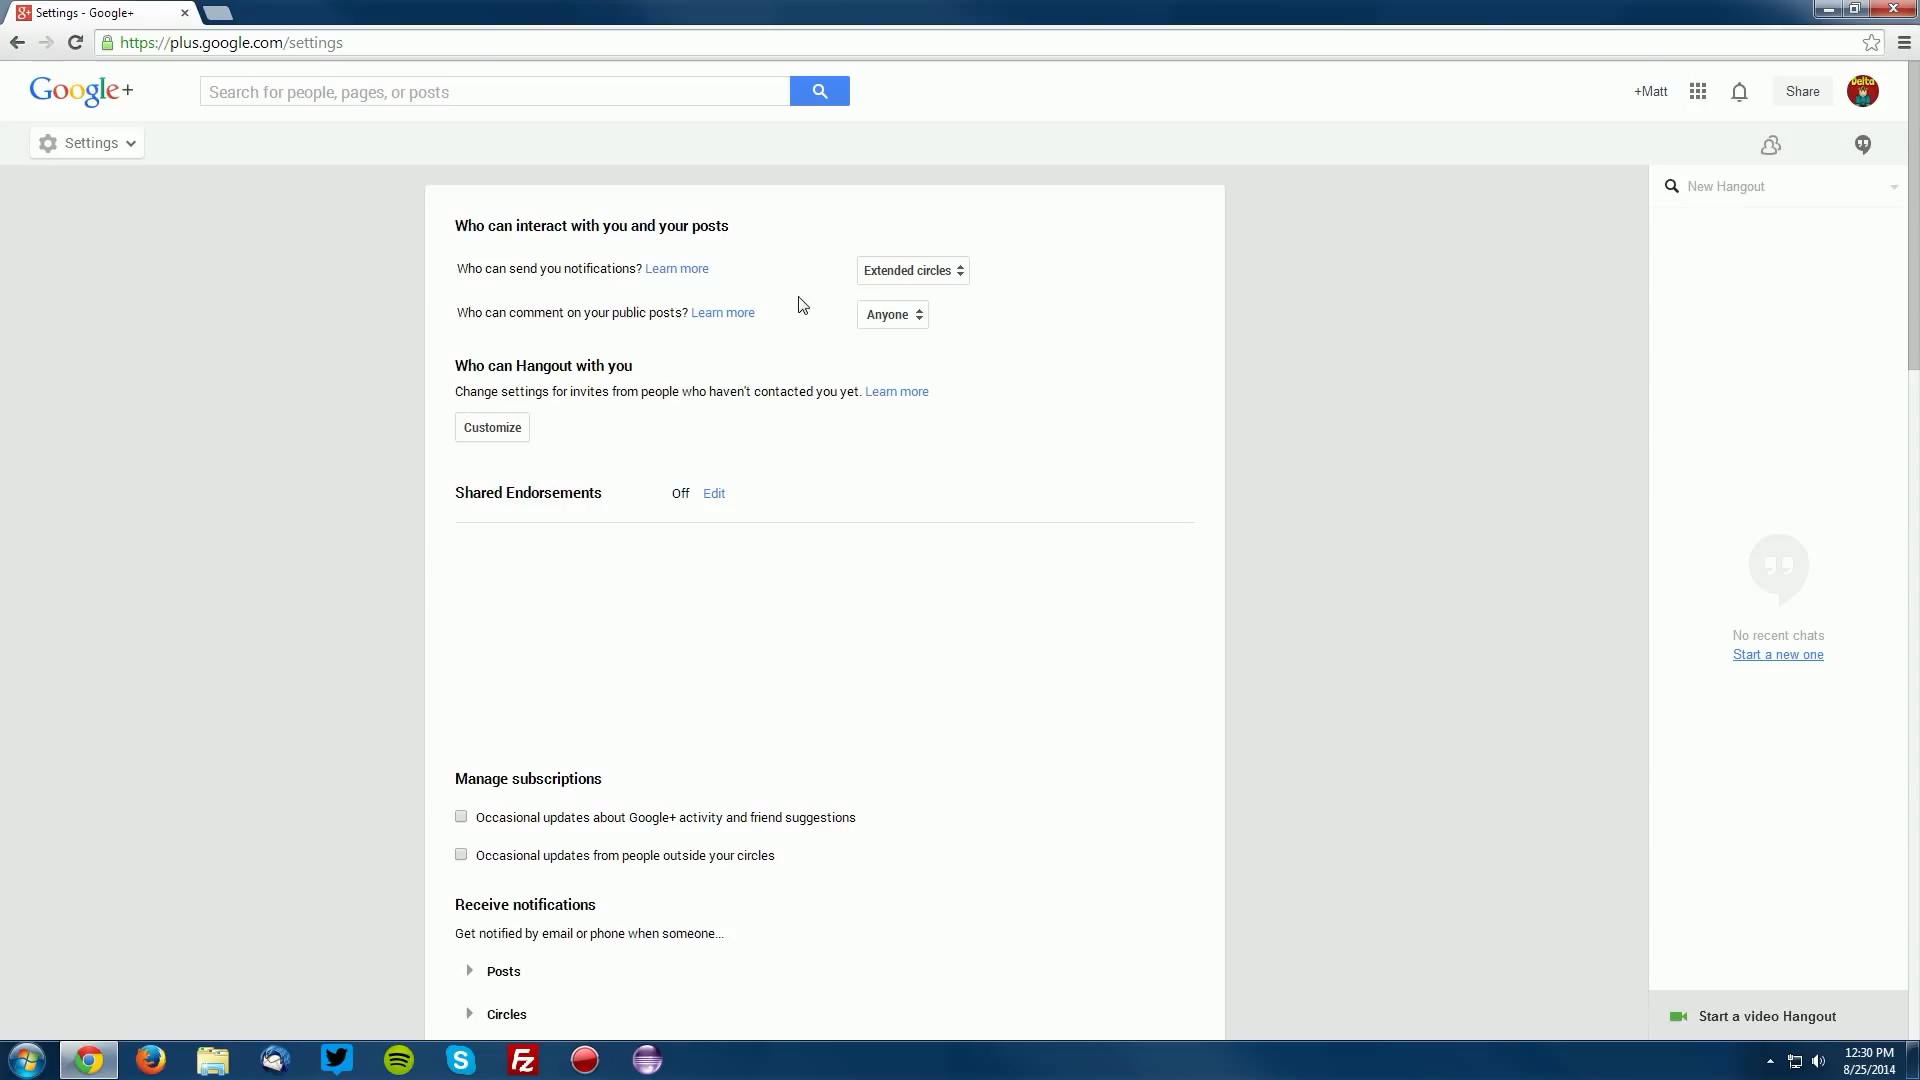 Settings - Google+
https://plus.google.com/settings
Google+
Search for people, pages, or posts
+Matt
Share
Delta
Settings
New Hangout
Who can interact with you and your posts
Who can send you notifications? Learn more
Extended circles
Who can comment on your public posts? Learn more
Anyone
Who can Hangout with you
Change settings for invites from people who haven't contacted you yet. Learn more
Customize
Shared Endorsements Off Edit
No recent chats
Start a new one
Manage subscriptions
Occasional updates about Google+ activity and friend suggestions
Occasional updates from people outside your circles
Receive notifications
Get notified by email or phone when someone...
Posts
Circles
Start a video Hangout
Fz
12:30 PM
8/25/2014